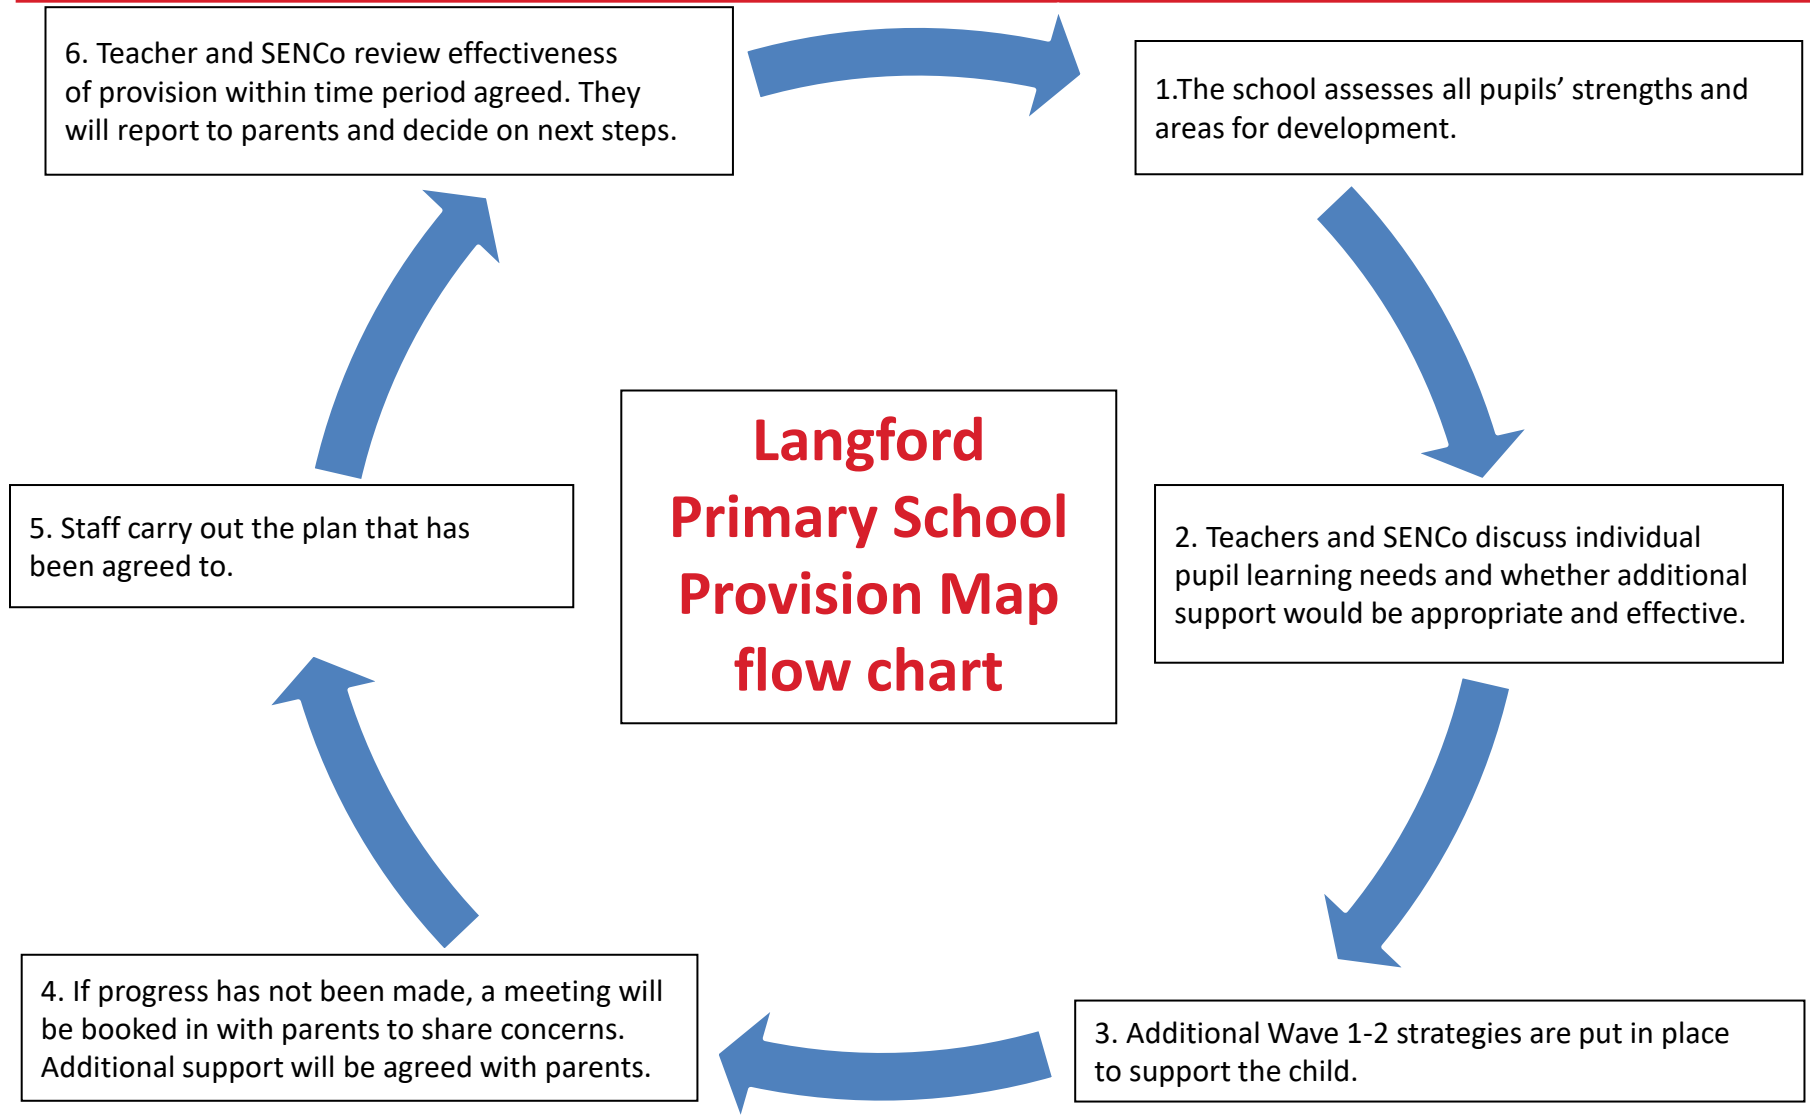 6. Teacher and SENCo review effectiveness
of provision within time period agreed. They
will report to parents and decide on next steps.
1.The school assesses all pupils’ strengths and
areas for development.
Langford
Primary School
Provision Map
flow chart
5. Staff carry out the plan that has
been agreed to.
2. Teachers and SENCo discuss individual
pupil learning needs and whether additional
support would be appropriate and effective.
4. If progress has not been made, a meeting will
be booked in with parents to share concerns.
Additional support will be agreed with parents.
3. Additional Wave 1-2 strategies are put in place
to support the child.